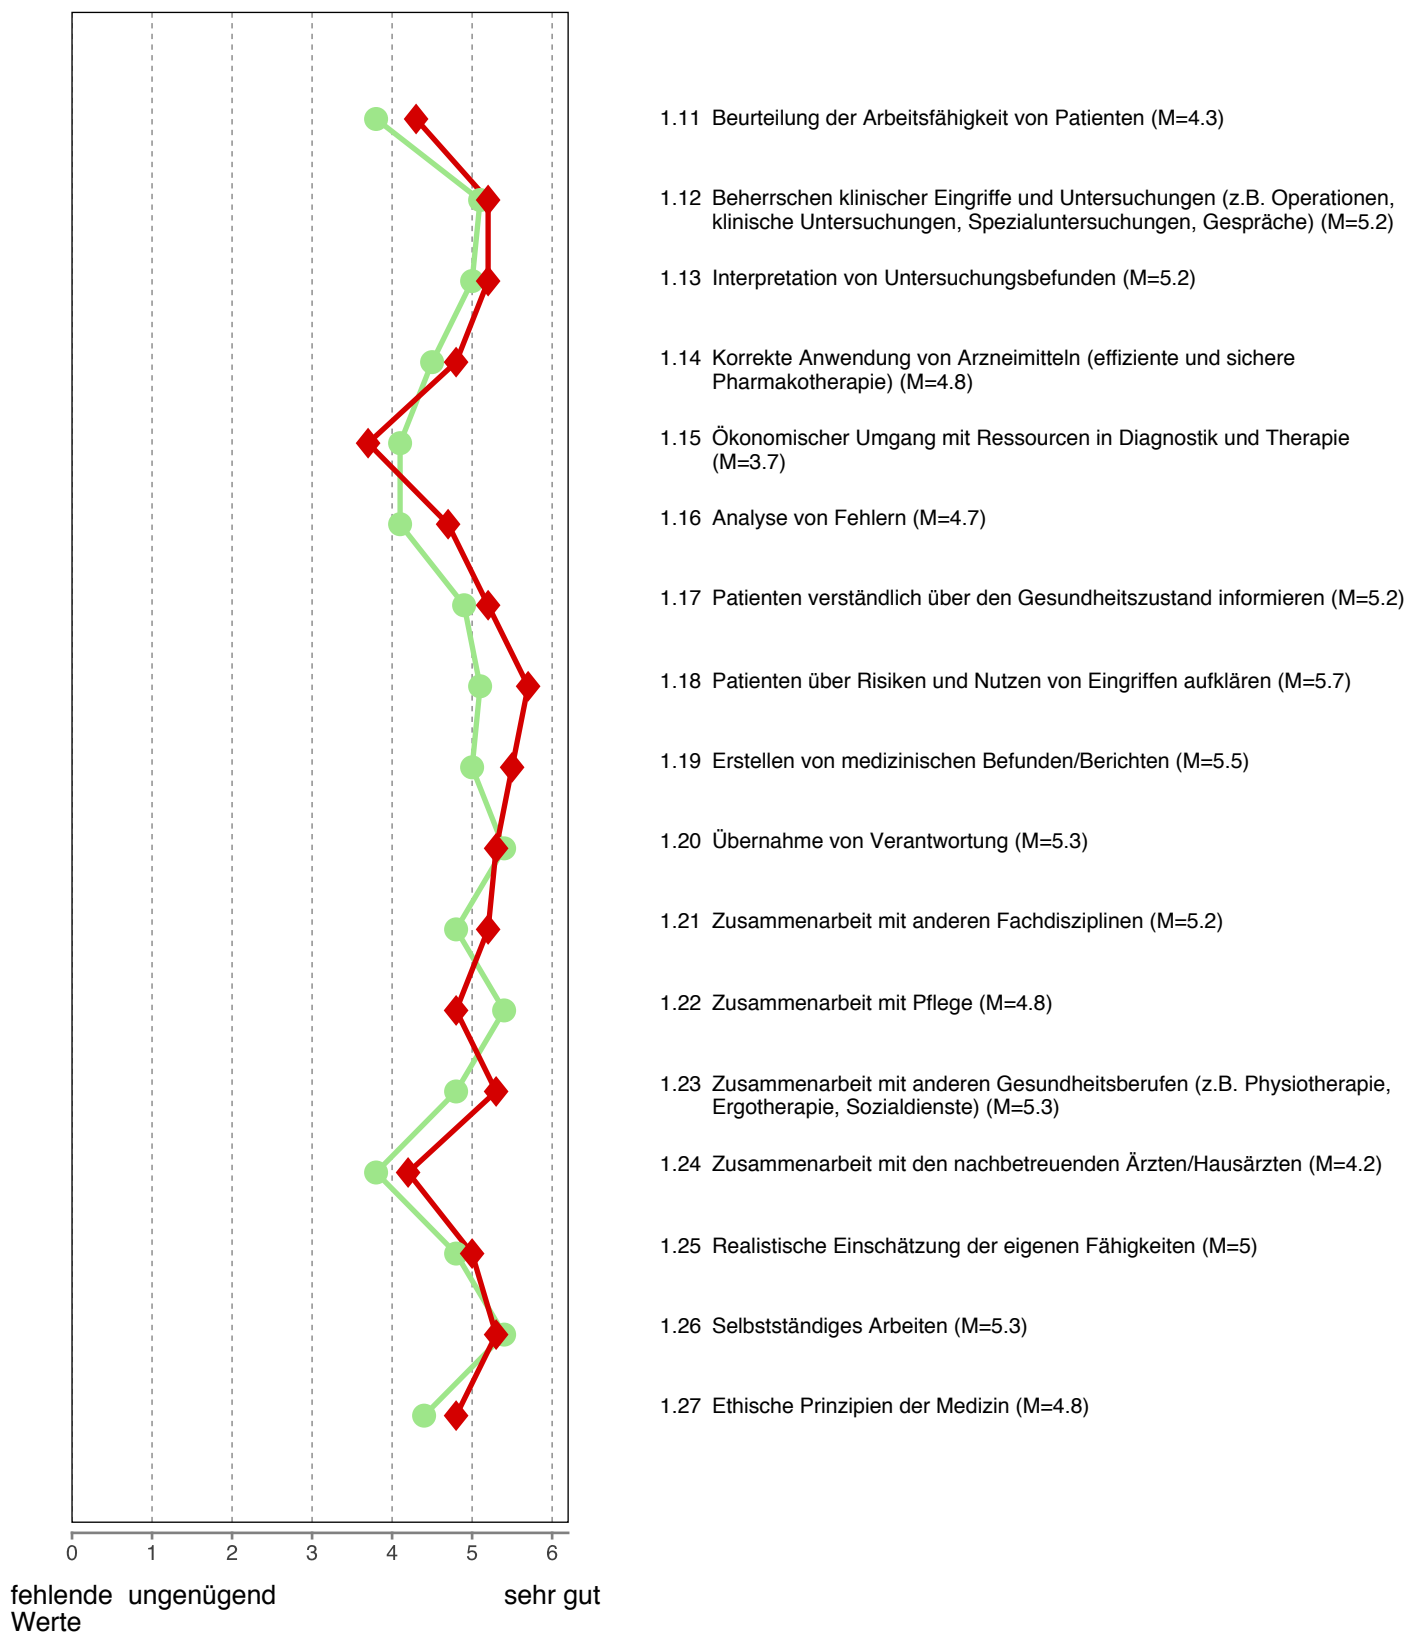 1.11 Beurteilung der Arbeitsfähigkeit von Patienten (M=4.3)
1.12 Beherrschen klinischer Eingriffe und Untersuchungen (z.B. Operationen,
klinische Untersuchungen, Spezialuntersuchungen, Gespräche) (M=5.2)
1.13 Interpretation von Untersuchungsbefunden (M=5.2)
1.14 Korrekte Anwendung von Arzneimitteln (effiziente und sichere
Pharmakotherapie) (M=4.8)
1.15 Ökonomischer Umgang mit Ressourcen in Diagnostik und Therapie
(M=3.7)
1.16 Analyse von Fehlern (M=4.7)
1.17 Patienten verständlich über den Gesundheitszustand informieren (M=5.2)
1.18 Patienten über Risiken und Nutzen von Eingriffen aufklären (M=5.7)
1.19 Erstellen von medizinischen Befunden/Berichten (M=5.5)
1.20 Übernahme von Verantwortung (M=5.3)
1.21 Zusammenarbeit mit anderen Fachdisziplinen (M=5.2)
1.22 Zusammenarbeit mit Pflege (M=4.8)
1.23 Zusammenarbeit mit anderen Gesundheitsberufen (z.B. Physiotherapie,
Ergotherapie, Sozialdienste) (M=5.3)
1.24 Zusammenarbeit mit den nachbetreuenden Ärzten/Hausärzten (M=4.2)
1.25 Realistische Einschätzung der eigenen Fähigkeiten (M=5)
1.26 Selbstständiges Arbeiten (M=5.3)
1.27 Ethische Prinzipien der Medizin (M=4.8)
0 1 2 3 4 5 6
fehlende ungenügend sehr gut
Werte